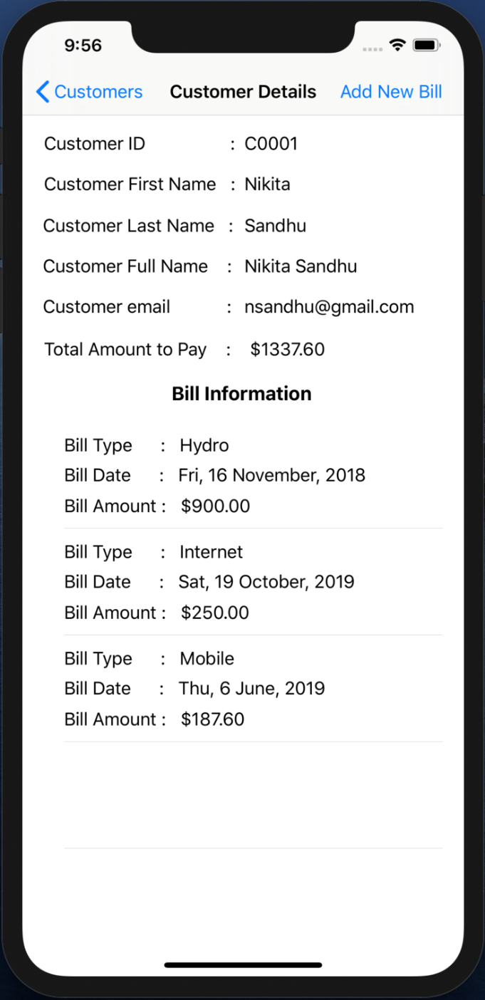 9:56
Customers Customer Details Add New Bill
Customer ID : C0001
Customer First Name : Nikita
Customer Last Name : Sandhu
Customer Full Name : Nikita Sandhu
Customer email : nsandhu@gmail.com
Total Amount to Pay : $1337.60
Bill Information
Bill Type : Hydro
Bill Date : Fri, 16 November, 2018
Bill Amount : $900.00
Bill Type : Internet
Bill Date : Sat, 19 October, 2019
Bill Amount : $250.00
Bill Type : Mobile
Bill Date : Thu, 6 June, 2019
Bill Amount : $187.60